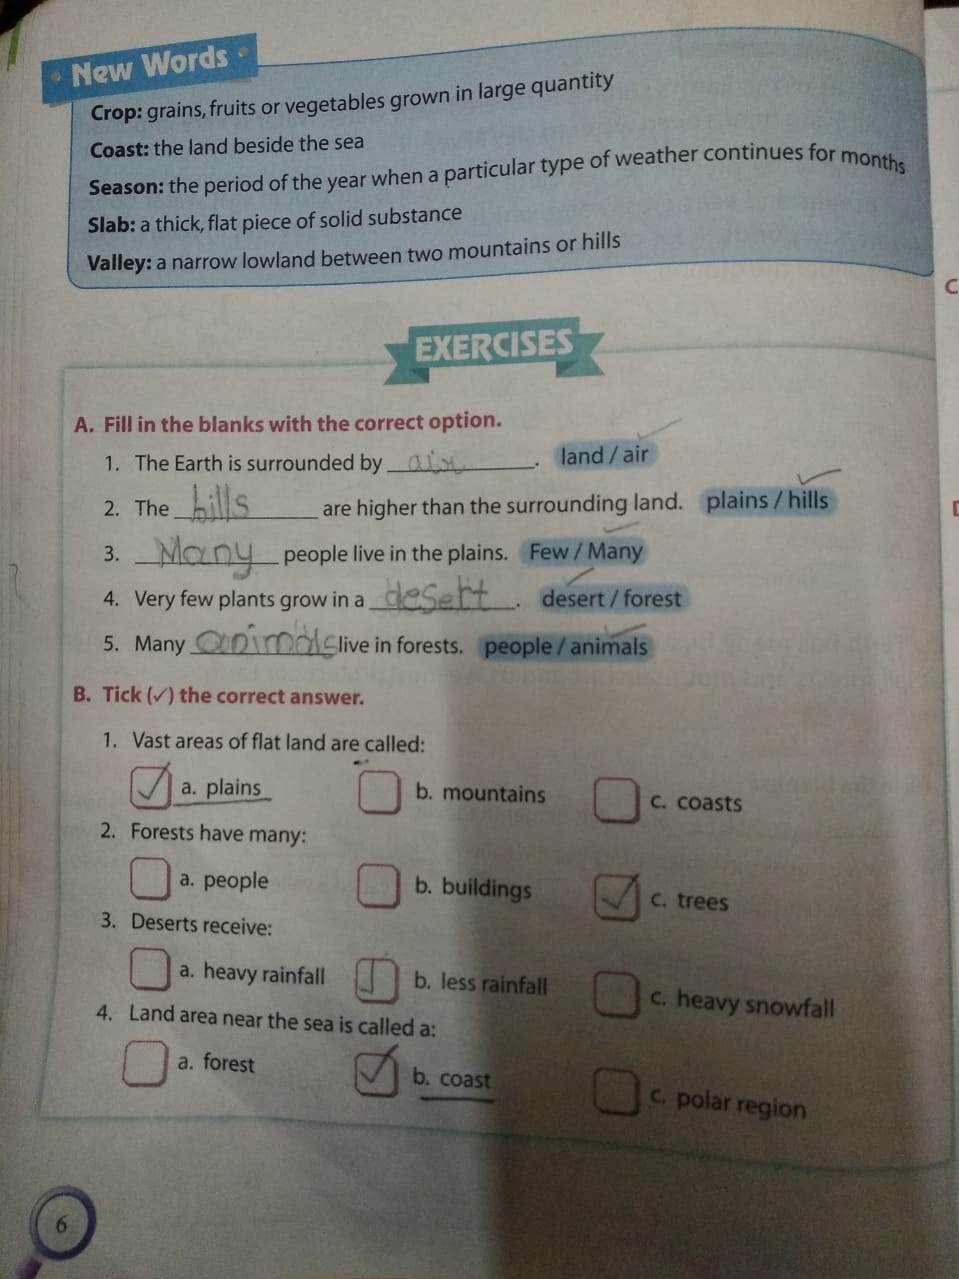 New Words
Crop: grains, fruits or vegetables grown in large quantity
Coast: the land beside the sea
Season: the period of the year when a particular type of weather continues for months
Slab: a thick, flat piece of solid substance
Valley: a narrow lowland between two mountains or hills
EXERCISES
A. Fill in the blanks with the correct option.
1. The Earth is surrounded by air. land / air
2. The hills are higher than the surrounding land. plains / hills
3. Many people live in the plains. Few / Many
4. Very few plants grow in a desert. desert / forest
5. Many animals live in forests. people / animals
B. Tick (✓) the correct answer.
1. Vast areas of flat land are called:
✓ a. plains b. mountains c. coasts
2. Forests have many:
a. people b. buildings ✓ c. trees
3. Deserts receive:
a. heavy rainfall ✓ b. less rainfall c. heavy snowfall
4. Land area near the sea is called a:
a. forest ✓ b. coast c. polar region
6
C